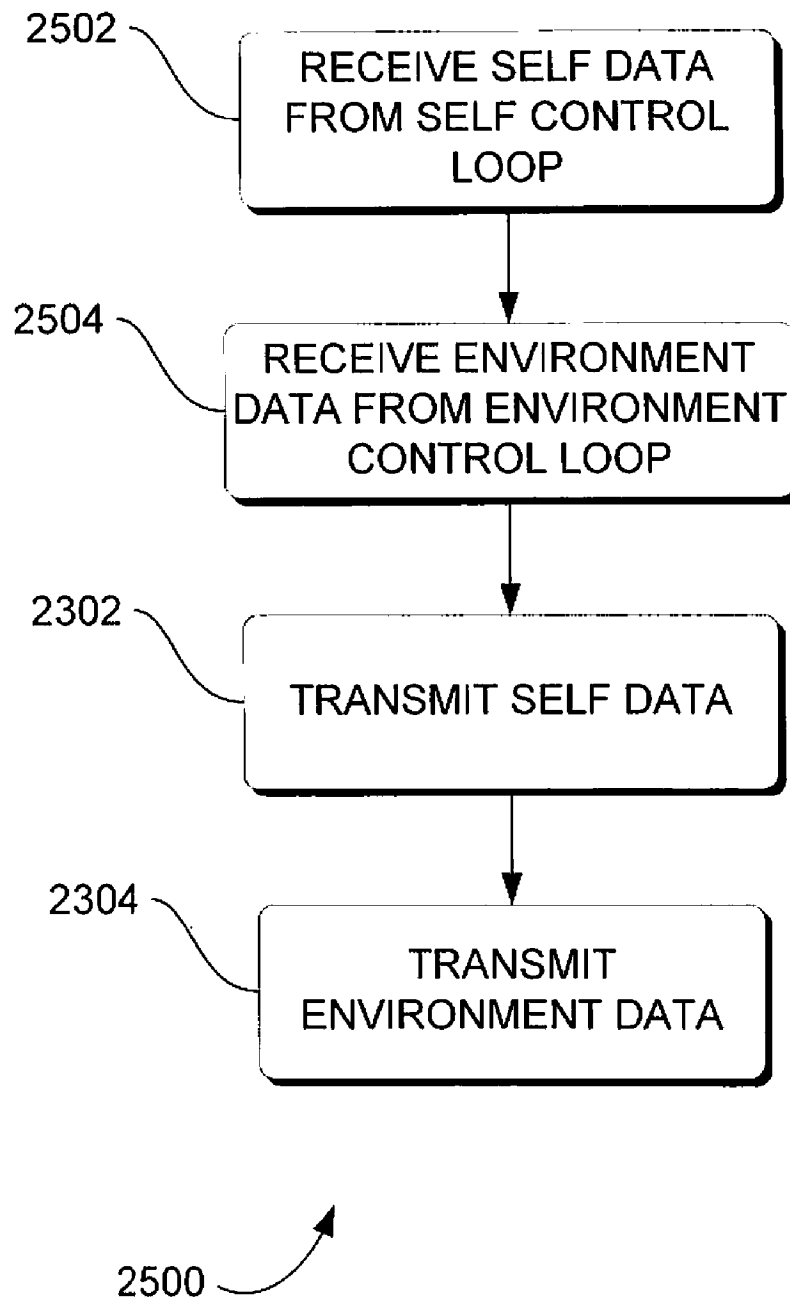 2502
RECEIVE SELF DATA
FROM SELF CONTROL
LOOP
2504
RECEIVE ENVIRONMENT
DATA FROM ENVIRONMENT
CONTROL LOOP
2302
TRANSMIT SELF DATA
2304
TRANSMIT
ENVIRONMENT DATA
2500